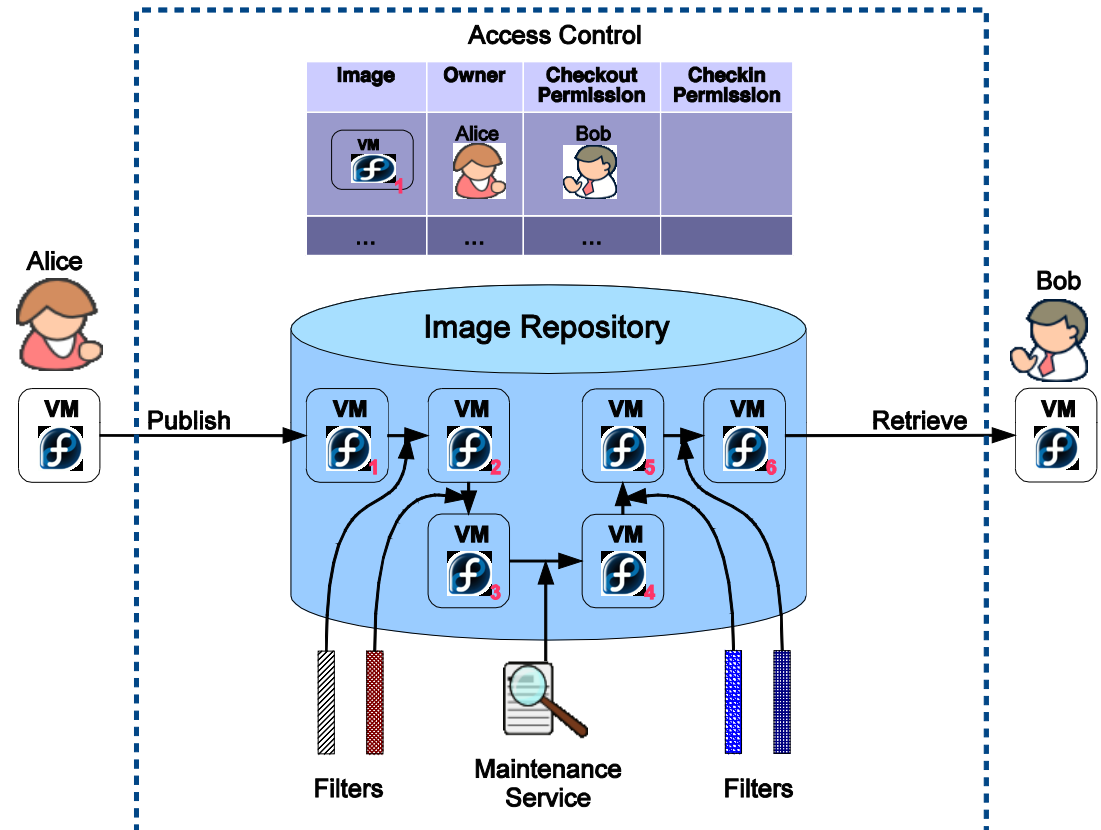 Access Control
Image Owner Checkout Permission CheckIn Permission
VM 1 Alice Bob
... ... ...
Alice
Bob
Image Repository
VM
Publish
VM 1
VM 2
VM 5
VM 6
Retrieve
VM
VM 3
VM 4
Filters
Maintenance
Service
Filters